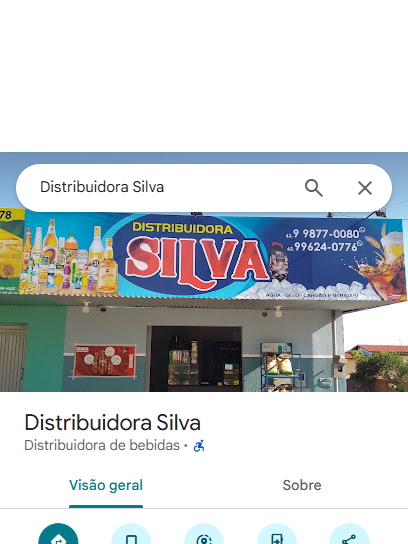 Distribuidora Silva
78
DISTRIBUIDORA
SILVA
62 9 9877-0080
62 99624-0776
AGUA - GELO - CARVÃO E BEBIDAS!
Distribuidora Silva
Distribuidora de bebidas ·
Visão geral
Sobre